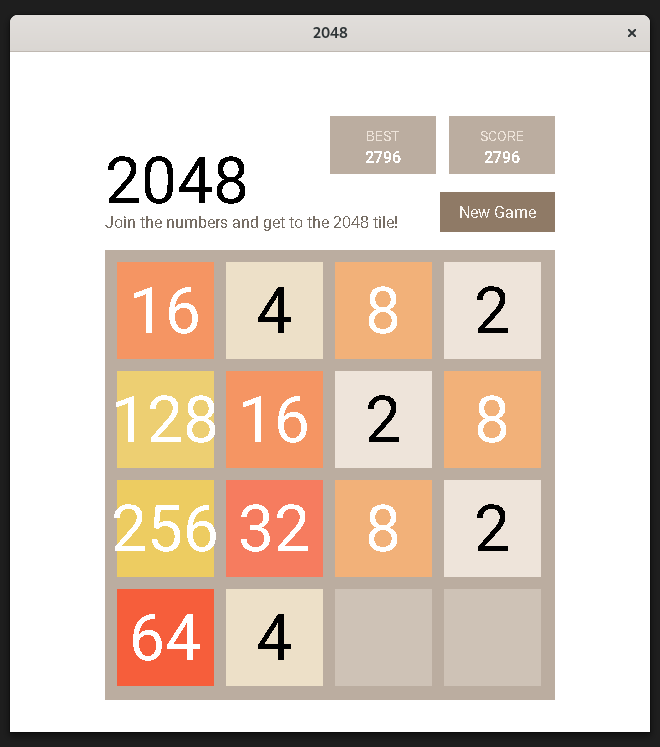 2048
×
BEST
2796
SCORE
2796
2048
Join the numbers and get to the 2048 tile!
New Game
16 4 8 2
128 16 2 8
256 32 8 2
64 4